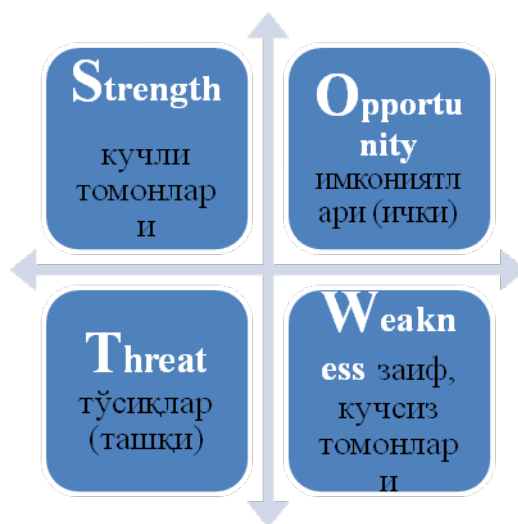 Strength
кучли
томонлар
и
Opportu
nity
имкониятл
ари (ички)
Threat
тўсиқлар
(ташқи)
Weakn
ess заиф,
кучсиз
томонлар
и